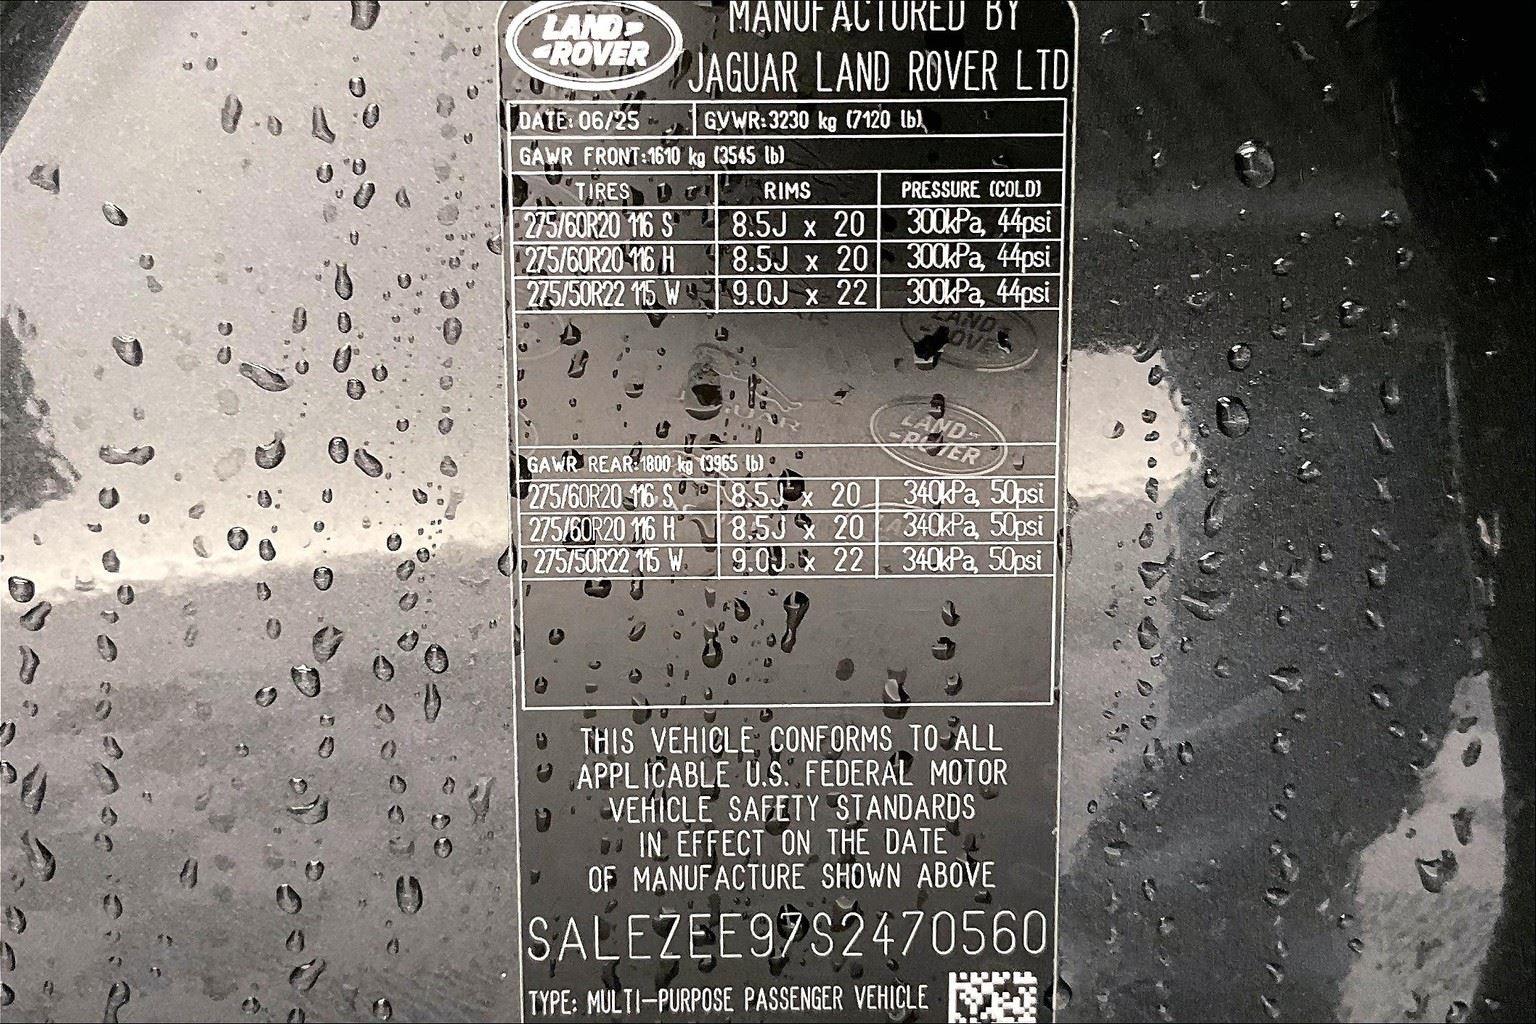 LAND ROVER
MANUFACTURED BY
JAGUAR LAND ROVER LTD
DATE: 06/25 GVWR:3230 kg (7120 lb)
GAWR FRONT:1610 kg (3545 lb)
TIRES RIMS PRESSURE (COLD)
275/60R20 116 S 8.5J x 20 300kPa, 44psi
275/60R20 116 H 8.5J x 20 300kPa, 44psi
275/50R22 115 W 9.0J x 22 300kPa, 44psi
LAND ROVER
JAGUAR
LAND ROVER
GAWR REAR:1800 kg (3965 lb)
275/60R20 116 S 8.5J x 20 340kPa, 50psi
275/60R20 116 H 8.5J x 20 340kPa, 50psi
275/50R22 115 W 9.0J x 22 340kPa, 50psi
THIS VEHICLE CONFORMS TO ALL
APPLICABLE U.S. FEDERAL MOTOR
VEHICLE SAFETY STANDARDS
IN EFFECT ON THE DATE
OF MANUFACTURE SHOWN ABOVE
SALEZEE97S2470560
TYPE: MULTI-PURPOSE PASSENGER VEHICLE